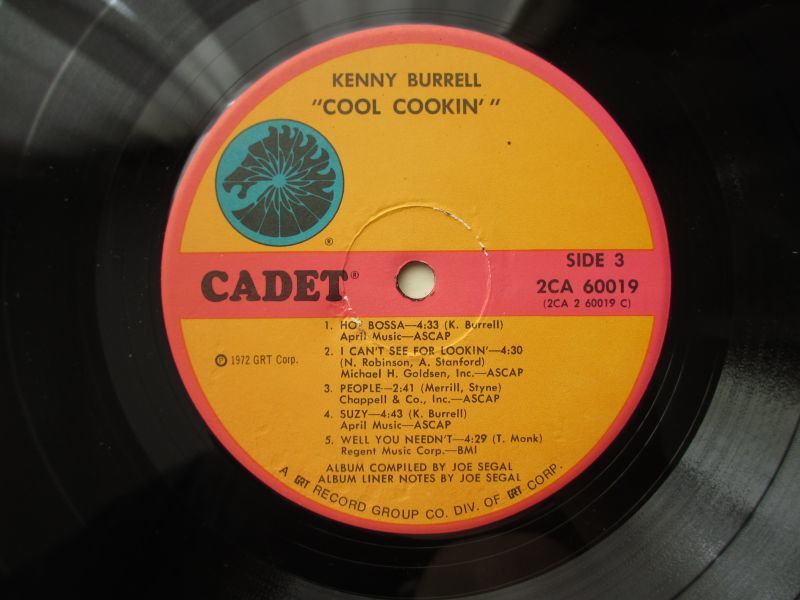 KENNY BURRELL
"COOL COOKIN'"
®
CADET®
SIDE 3
2CA 60019
(2CA 2 60019 C)
1. HOT BOSSA—4:33 (K. Burrell)
April Music—ASCAP
2. I CAN'T SEE FOR LOOKIN'—4:30
(N. Robinson, A. Stanford)
Michael H. Goldsen, Inc.—ASCAP
3. PEOPLE—2:41 (Merrill, Styne)
Chappell & Co., Inc.—ASCAP
4. SUZY—4:43 (K. Burrell)
April Music—ASCAP
5. WELL YOU NEEDN'T—4:29 (T. Monk)
Regent Music Corp.—BMI
℗ 1972 GRT Corp.
ALBUM COMPILED BY JOE SEGAL
ALBUM LINER NOTES BY JOE SEGAL
A GRT RECORD GROUP CO. DIV. OF GRT CORP.